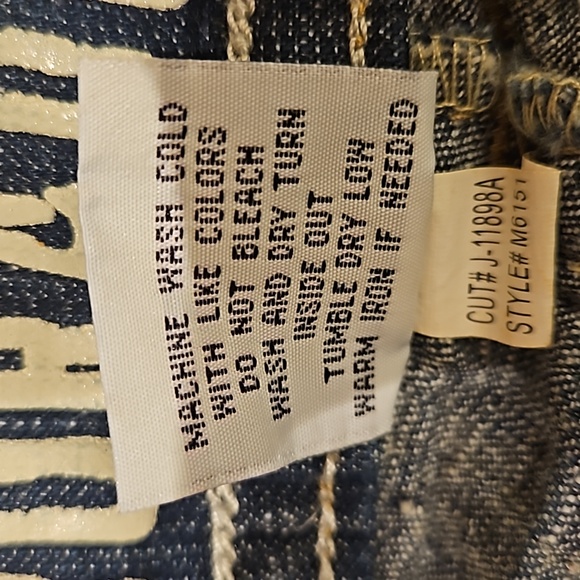 MACHINE WASH COLD
WITH LIKE COLORS
DO NOT BLEACH
WASH AND DRY TURN
INSIDE OUT
TUMBLE DRY LOW
WARM IRON IF NEEDED
CUT# J-11898A
STYLE# M6151